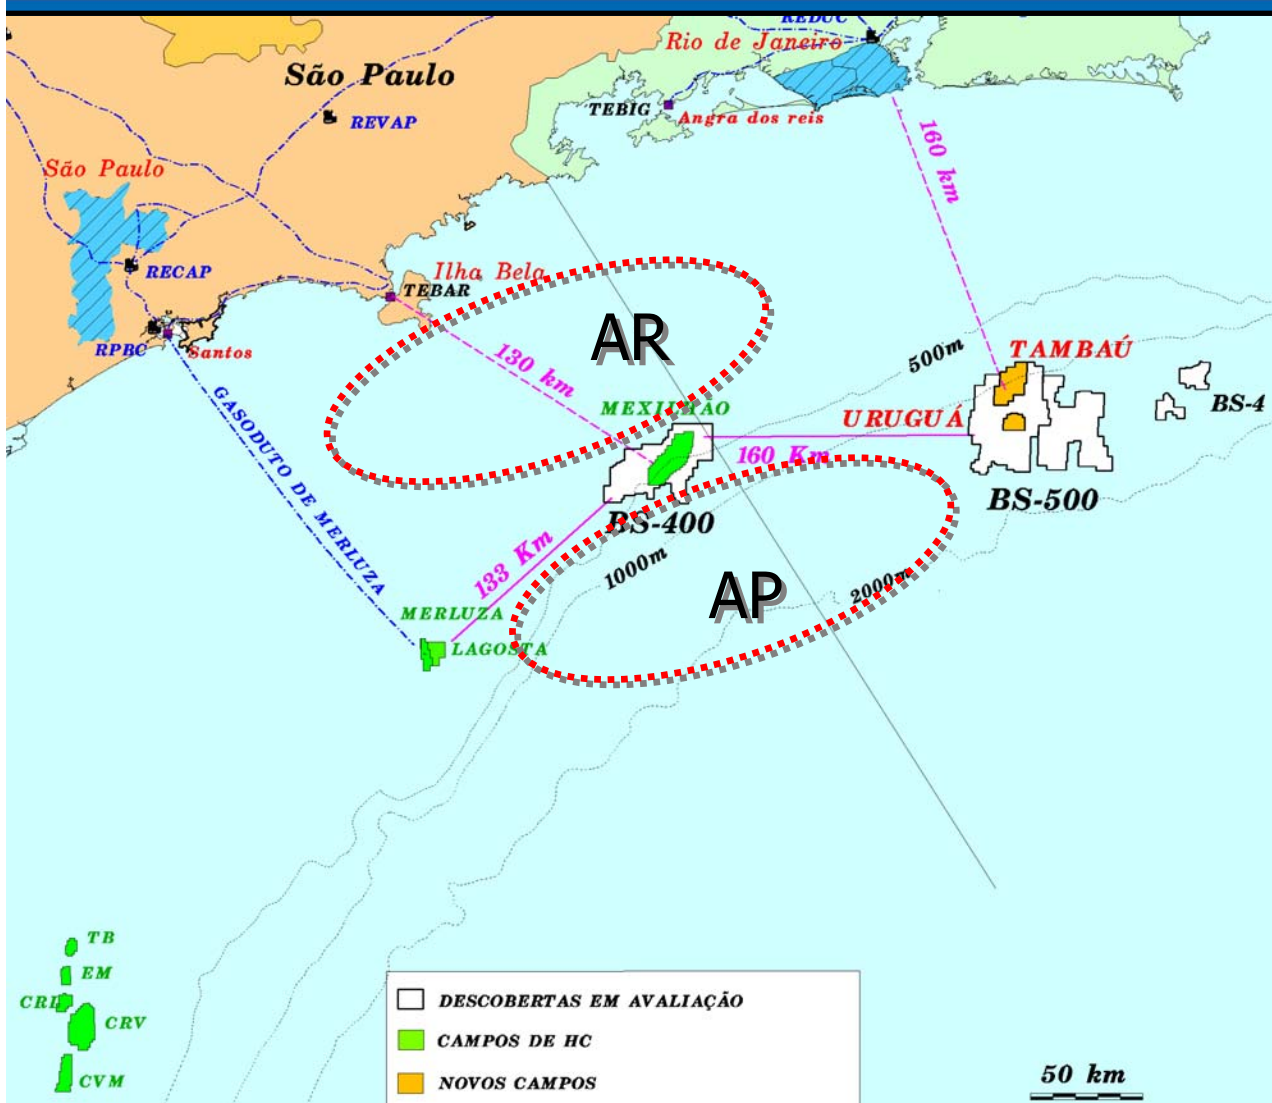 REDUC
Rio de Janeiro
São Paulo
TEBIG
Angra dos reis
REVAP
160 km
São Paulo
RECAP
Ilha Bela
TEBAR
RPBC
Santos
AR
130 km
500m
TAMBAÚ
BS-4
GASODUTO DE MERLUZA
MEXILHAO
URUGUÁ
160 Km
BS-500
BS-400
133 Km
1000m
AP
2000m
MERLUZA
LAGOSTA
TB
EM
CRL
CRV
CVM
DESCOBERTAS EM AVALIAÇÃO
CAMPOS DE HC
NOVOS CAMPOS
50 km